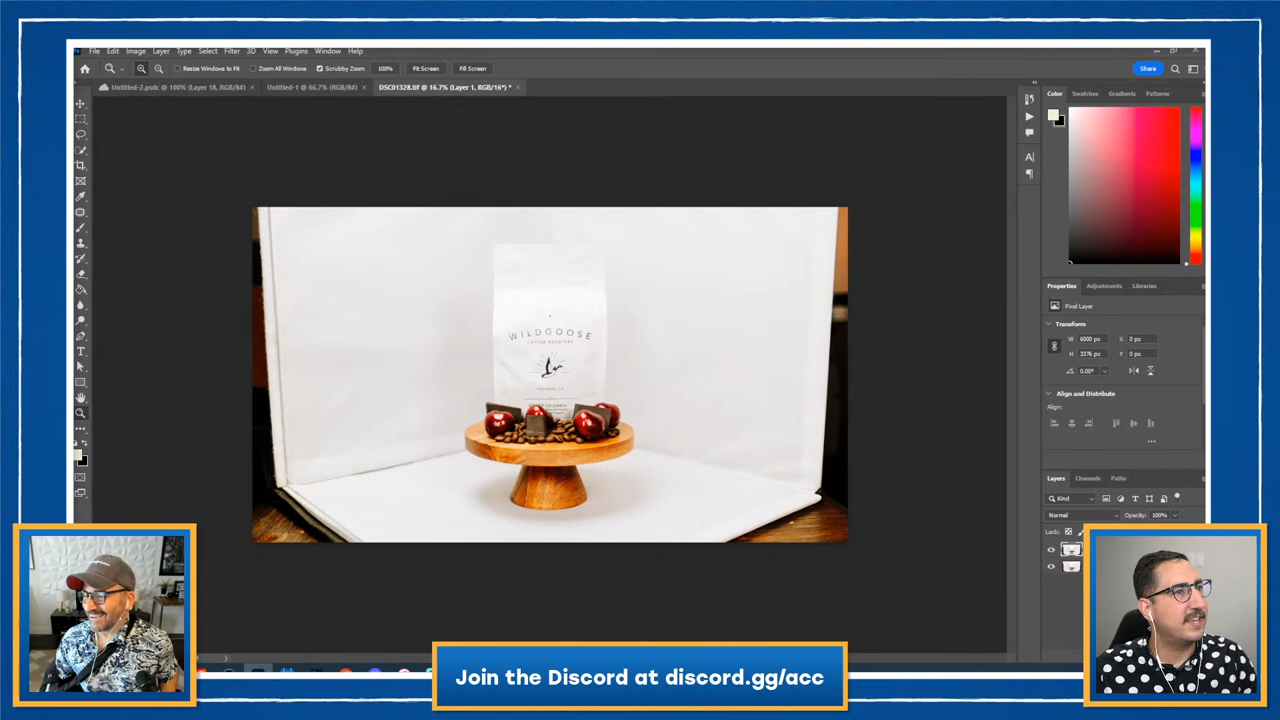 File Edit Image Layer Type Select Filter 3D View Plugins Window Help
Resize Windows to Fit Scrubby Zoom All Windows 100% Fit Screen Fill Screen Share
Untitled-2.psdc @ 100% (Layer 18, RGB/8#) × Untitled-1 @ 66.7% (RGB/8#) × DSC01328.tif @ 16.7% (Layer 1, RGB/16*) * ×
Color Swatches Gradients Patterns
WILDGOOSE
COFFEE ROASTERS
Properties Adjustments Libraries
Pixel Layer
Transform
W 6000 px X 0 px
H 3376 px Y 0 px
0.00°
Align and Distribute
Align:
Layers Channels Paths
Kind
Normal Opacity: 100%
Lock:
Join the Discord at discord.gg/acc